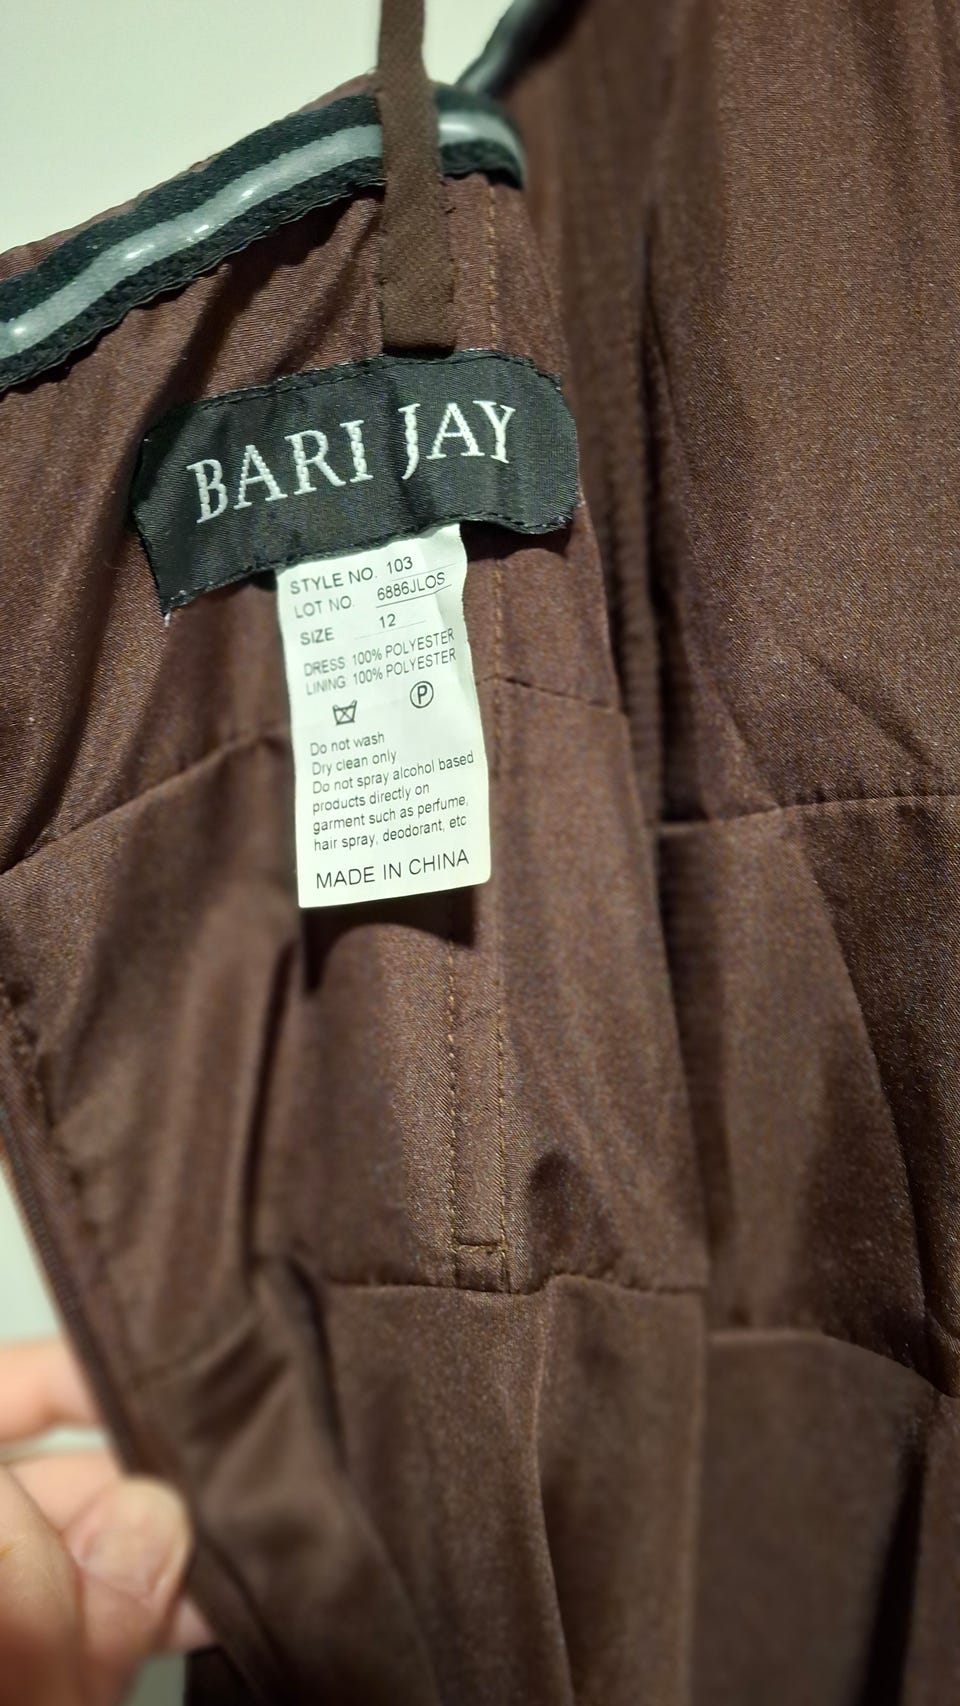 BARI JAY
STYLE NO. 103
LOT NO. 6886JLOS
SIZE 12
DRESS 100% POLYESTER
LINING 100% POLYESTER
P
Do not wash
Dry clean only
Do not spray alcohol based
products directly on
garment such as perfume,
hair spray, deodorant, etc
MADE IN CHINA